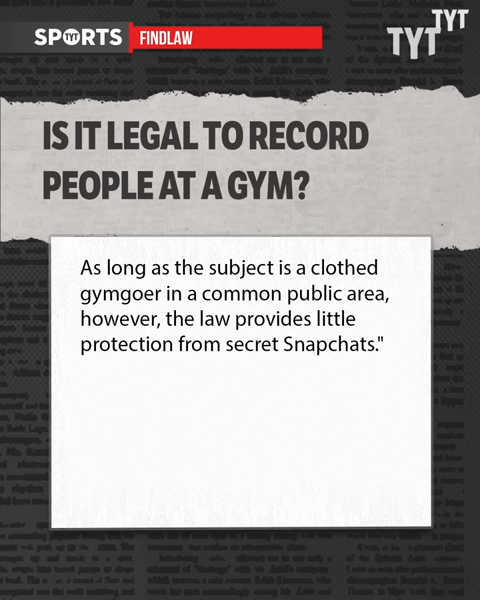 SPORTS FINDLAW
TYT
TYT
TYT
IS IT LEGAL TO RECORD
PEOPLE AT A GYM?
As long as the subject is a clothed
gymgoer in a common public area,
however, the law provides little
protection from secret Snapchats."